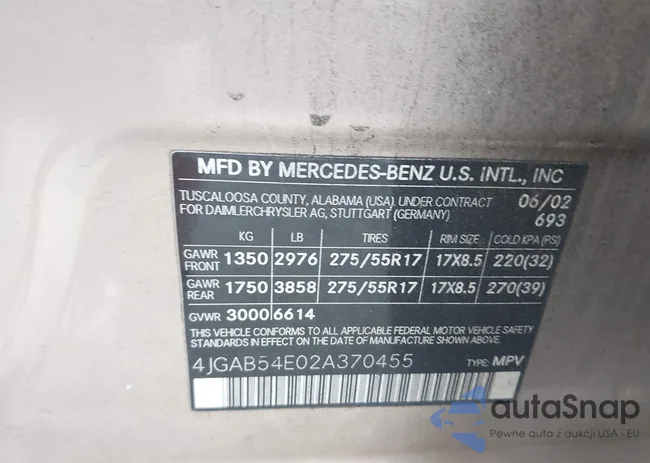 MFD BY MERCEDES-BENZ U.S. INTL., INC
TUSCALOOSA COUNTY, ALABAMA (USA) UNDER CONTRACT 06/02
FOR DAIMLERCHRYSLER AG, STUTTGART (GERMANY) 693
KG LB TIRES RIM SIZE COLD KPA (PSI)
GAWR FRONT 1350 2976 275/55R17 17X8.5 220(32)
GAWR REAR 1750 3858 275/55R17 17X8.5 270(39)
GVWR 3000 6614
THIS VEHICLE CONFORMS TO ALL APPLICABLE FEDERAL MOTOR VEHICLE SAFETY
STANDARDS IN EFFECT ON THE DATE OF MANUFACTURE SHOWN ABOVE.
4JGAB54E02A370455 TYPE: MPV
autaSnap
Pewne auta z aukcji USA i EU